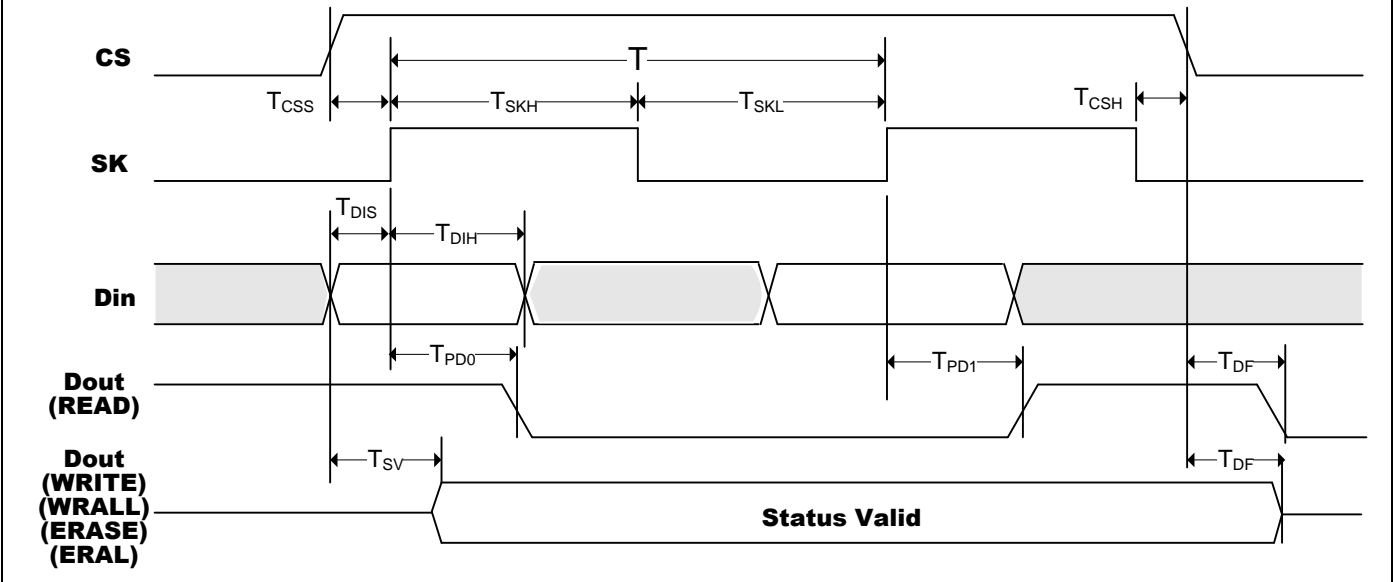 CS
T
TCSS TSKH TSKL TCSH
SK
TDIS
TDIH
Din
TPD0 TPD1 TDF
Dout
(READ)
Dout
(WRITE)
(WRALL)
(ERASE)
(ERAL)
TSV TDF
Status Valid